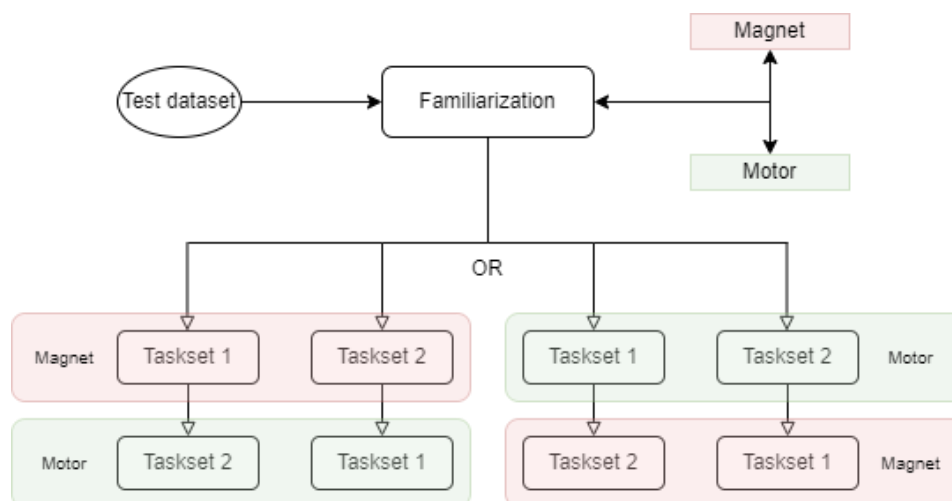 Magnet
Test dataset
Familiarization
Motor
OR
Magnet
Taskset 1
Taskset 2
Taskset 1
Taskset 2
Motor
Motor
Taskset 2
Taskset 1
Taskset 2
Taskset 1
Magnet